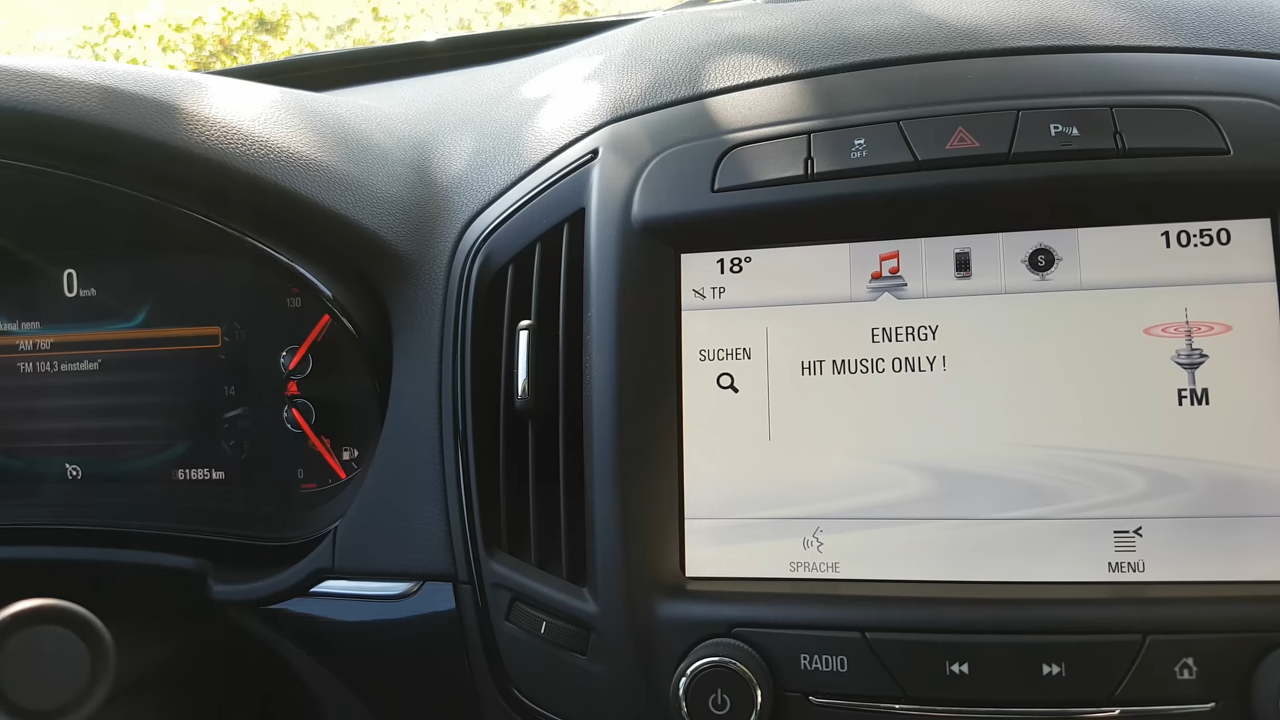 OFF
P
18°
S
10:50
TP
0 km/h
130
kanal nenn.
"AM 760"
"FM 104,3 einstellen"
14
61685 km
0
SUCHEN
ENERGY
HIT MUSIC ONLY !
FM
SPRACHE
MENÜ
RADIO